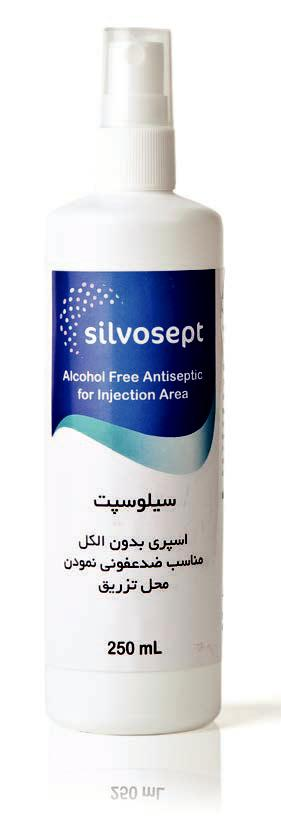 silvosept
Alcohol Free Antiseptic
for Injection Area
سیلوسپت
اسپری بدون الکل
مناسب ضدعفونی نمودن
محل تزریق
250 mL